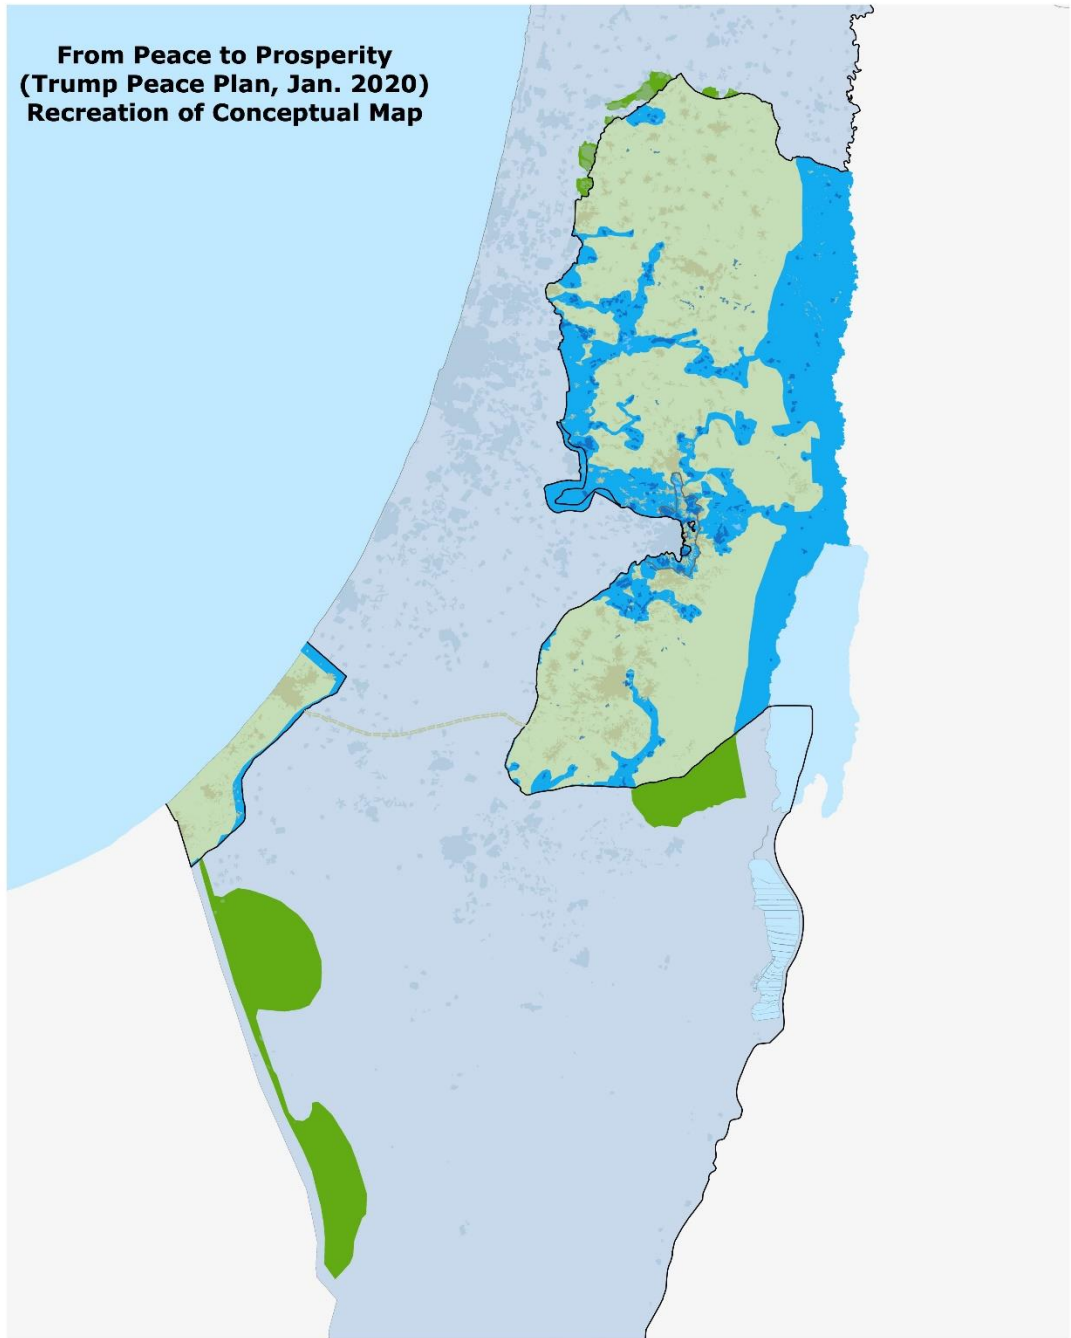 From Peace to Prosperity
(Trump Peace Plan, Jan. 2020)
Recreation of Conceptual Map